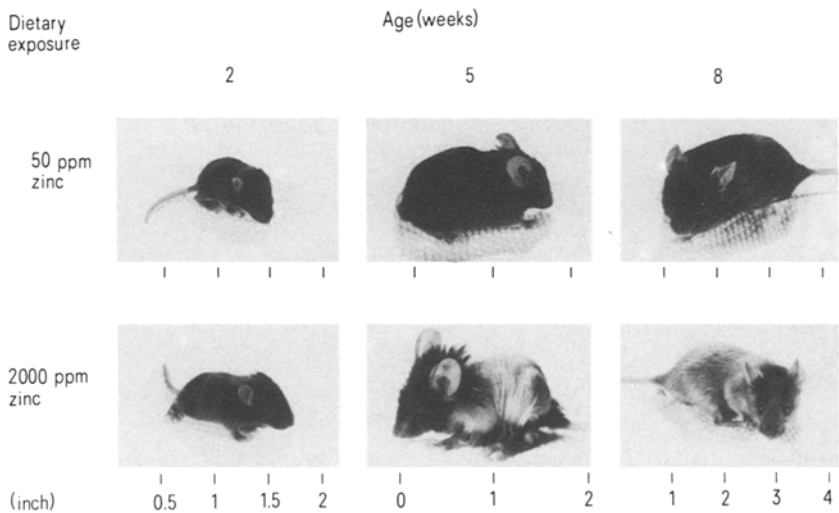 Dietary
exposure
Age (weeks)
2 5 8
50 ppm
zinc
2000 ppm
zinc
(inch) 0.5 1 1.5 2 0 1 2 1 2 3 4